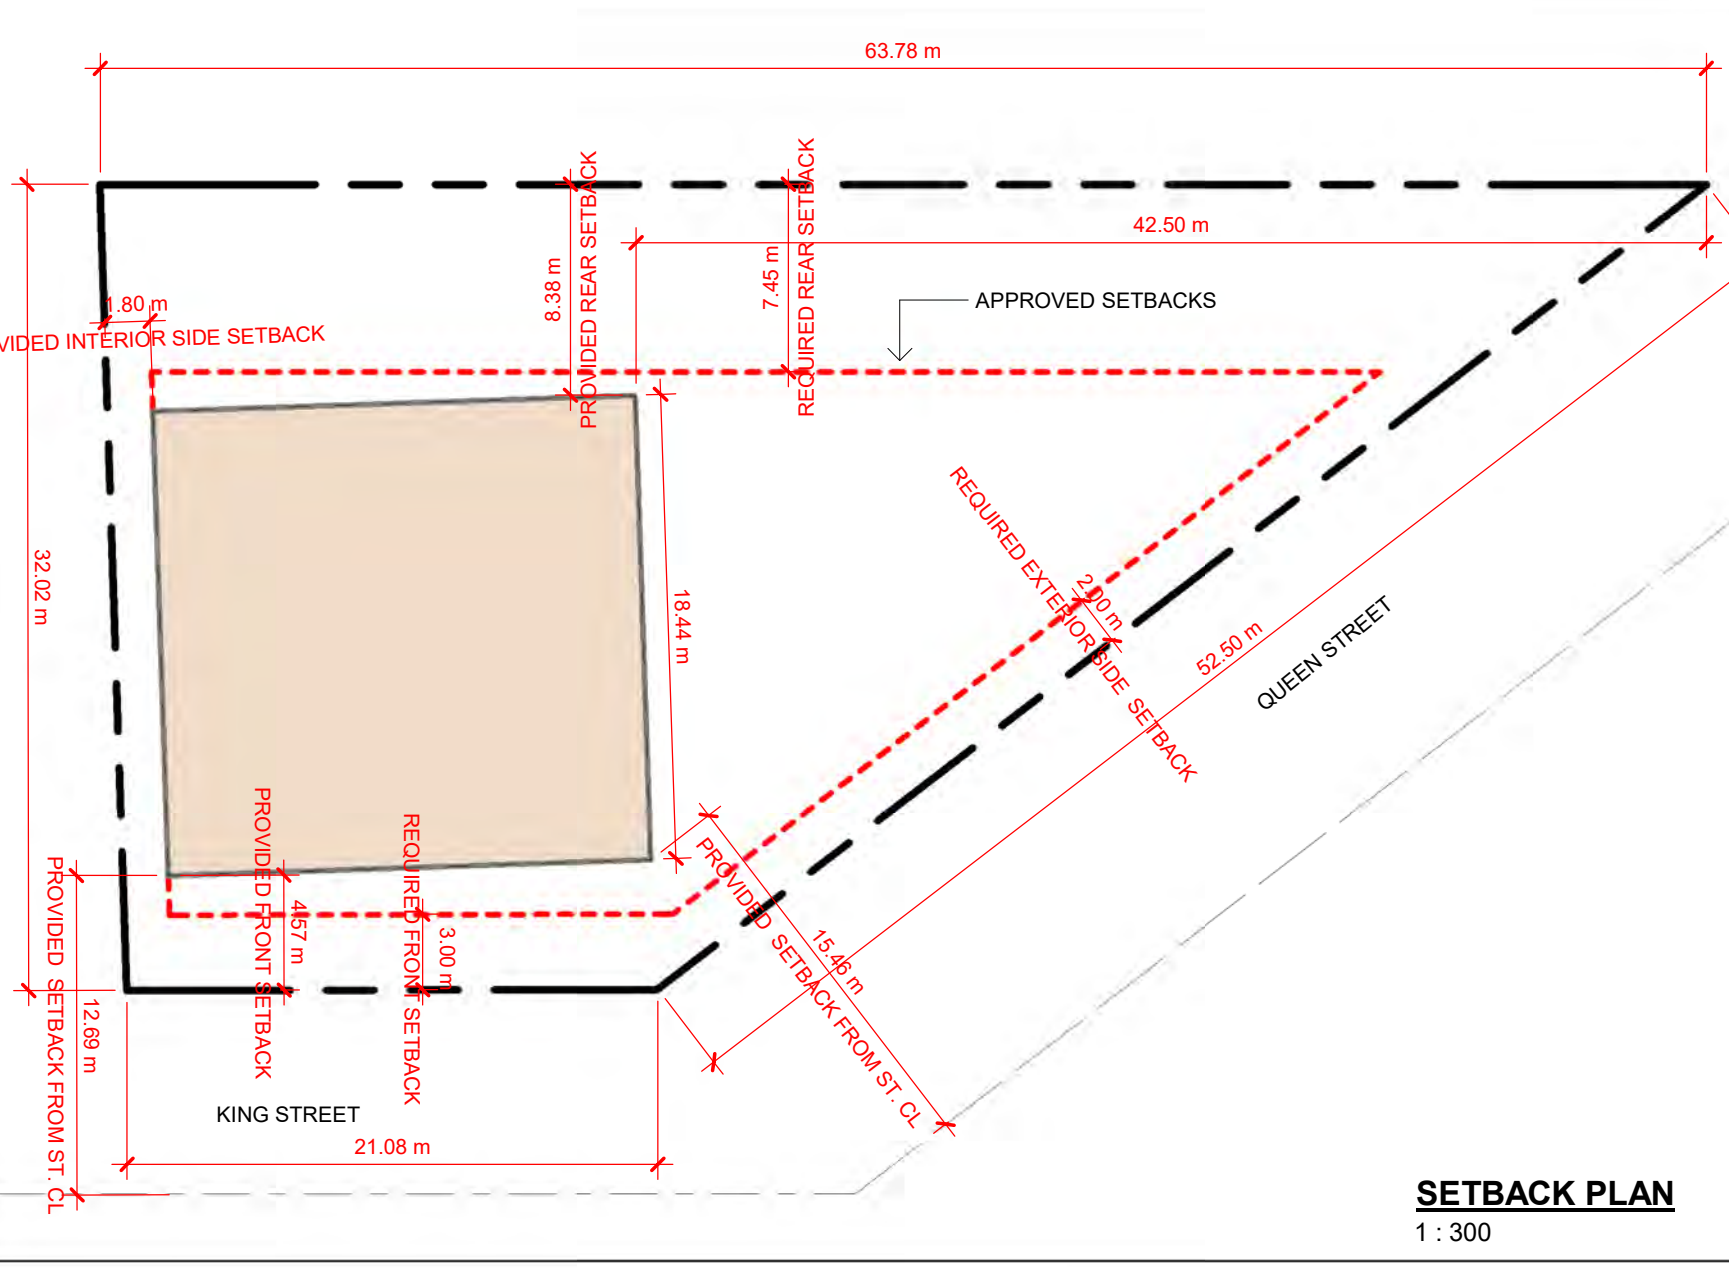 63.78 m
42.50 m
PROVIDED REAR SETBACK
8.38 m
REQUIRED REAR SETBACK
7.45 m
APPROVED SETBACKS
1.80 m
VIDED INTERIOR SIDE SETBACK
32.02 m
18.44 m
REQUIRED EXTERIOR SIDE SETBACK
2.00 m
52.50 m
QUEEN STREET
PROVIDED FRONT SETBACK
4.57 m
REQUIRED FRONT SETBACK
3.00 m
PROVIDED SETBACK FROM ST. CL
15.46 m
PROVIDED SETBACK FROM ST. CL
12.69 m
KING STREET
21.08 m
SETBACK PLAN
1 : 300